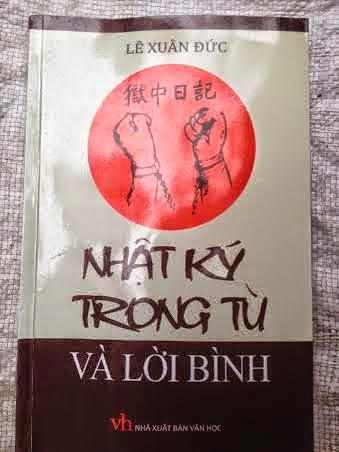 LÊ XUÂN ĐỨC
獄中日記
NHẬT KÝ
TRONG TÙ
VÀ LỜI BÌNH
vh NHÀ XUẤT BẢN VĂN HỌC